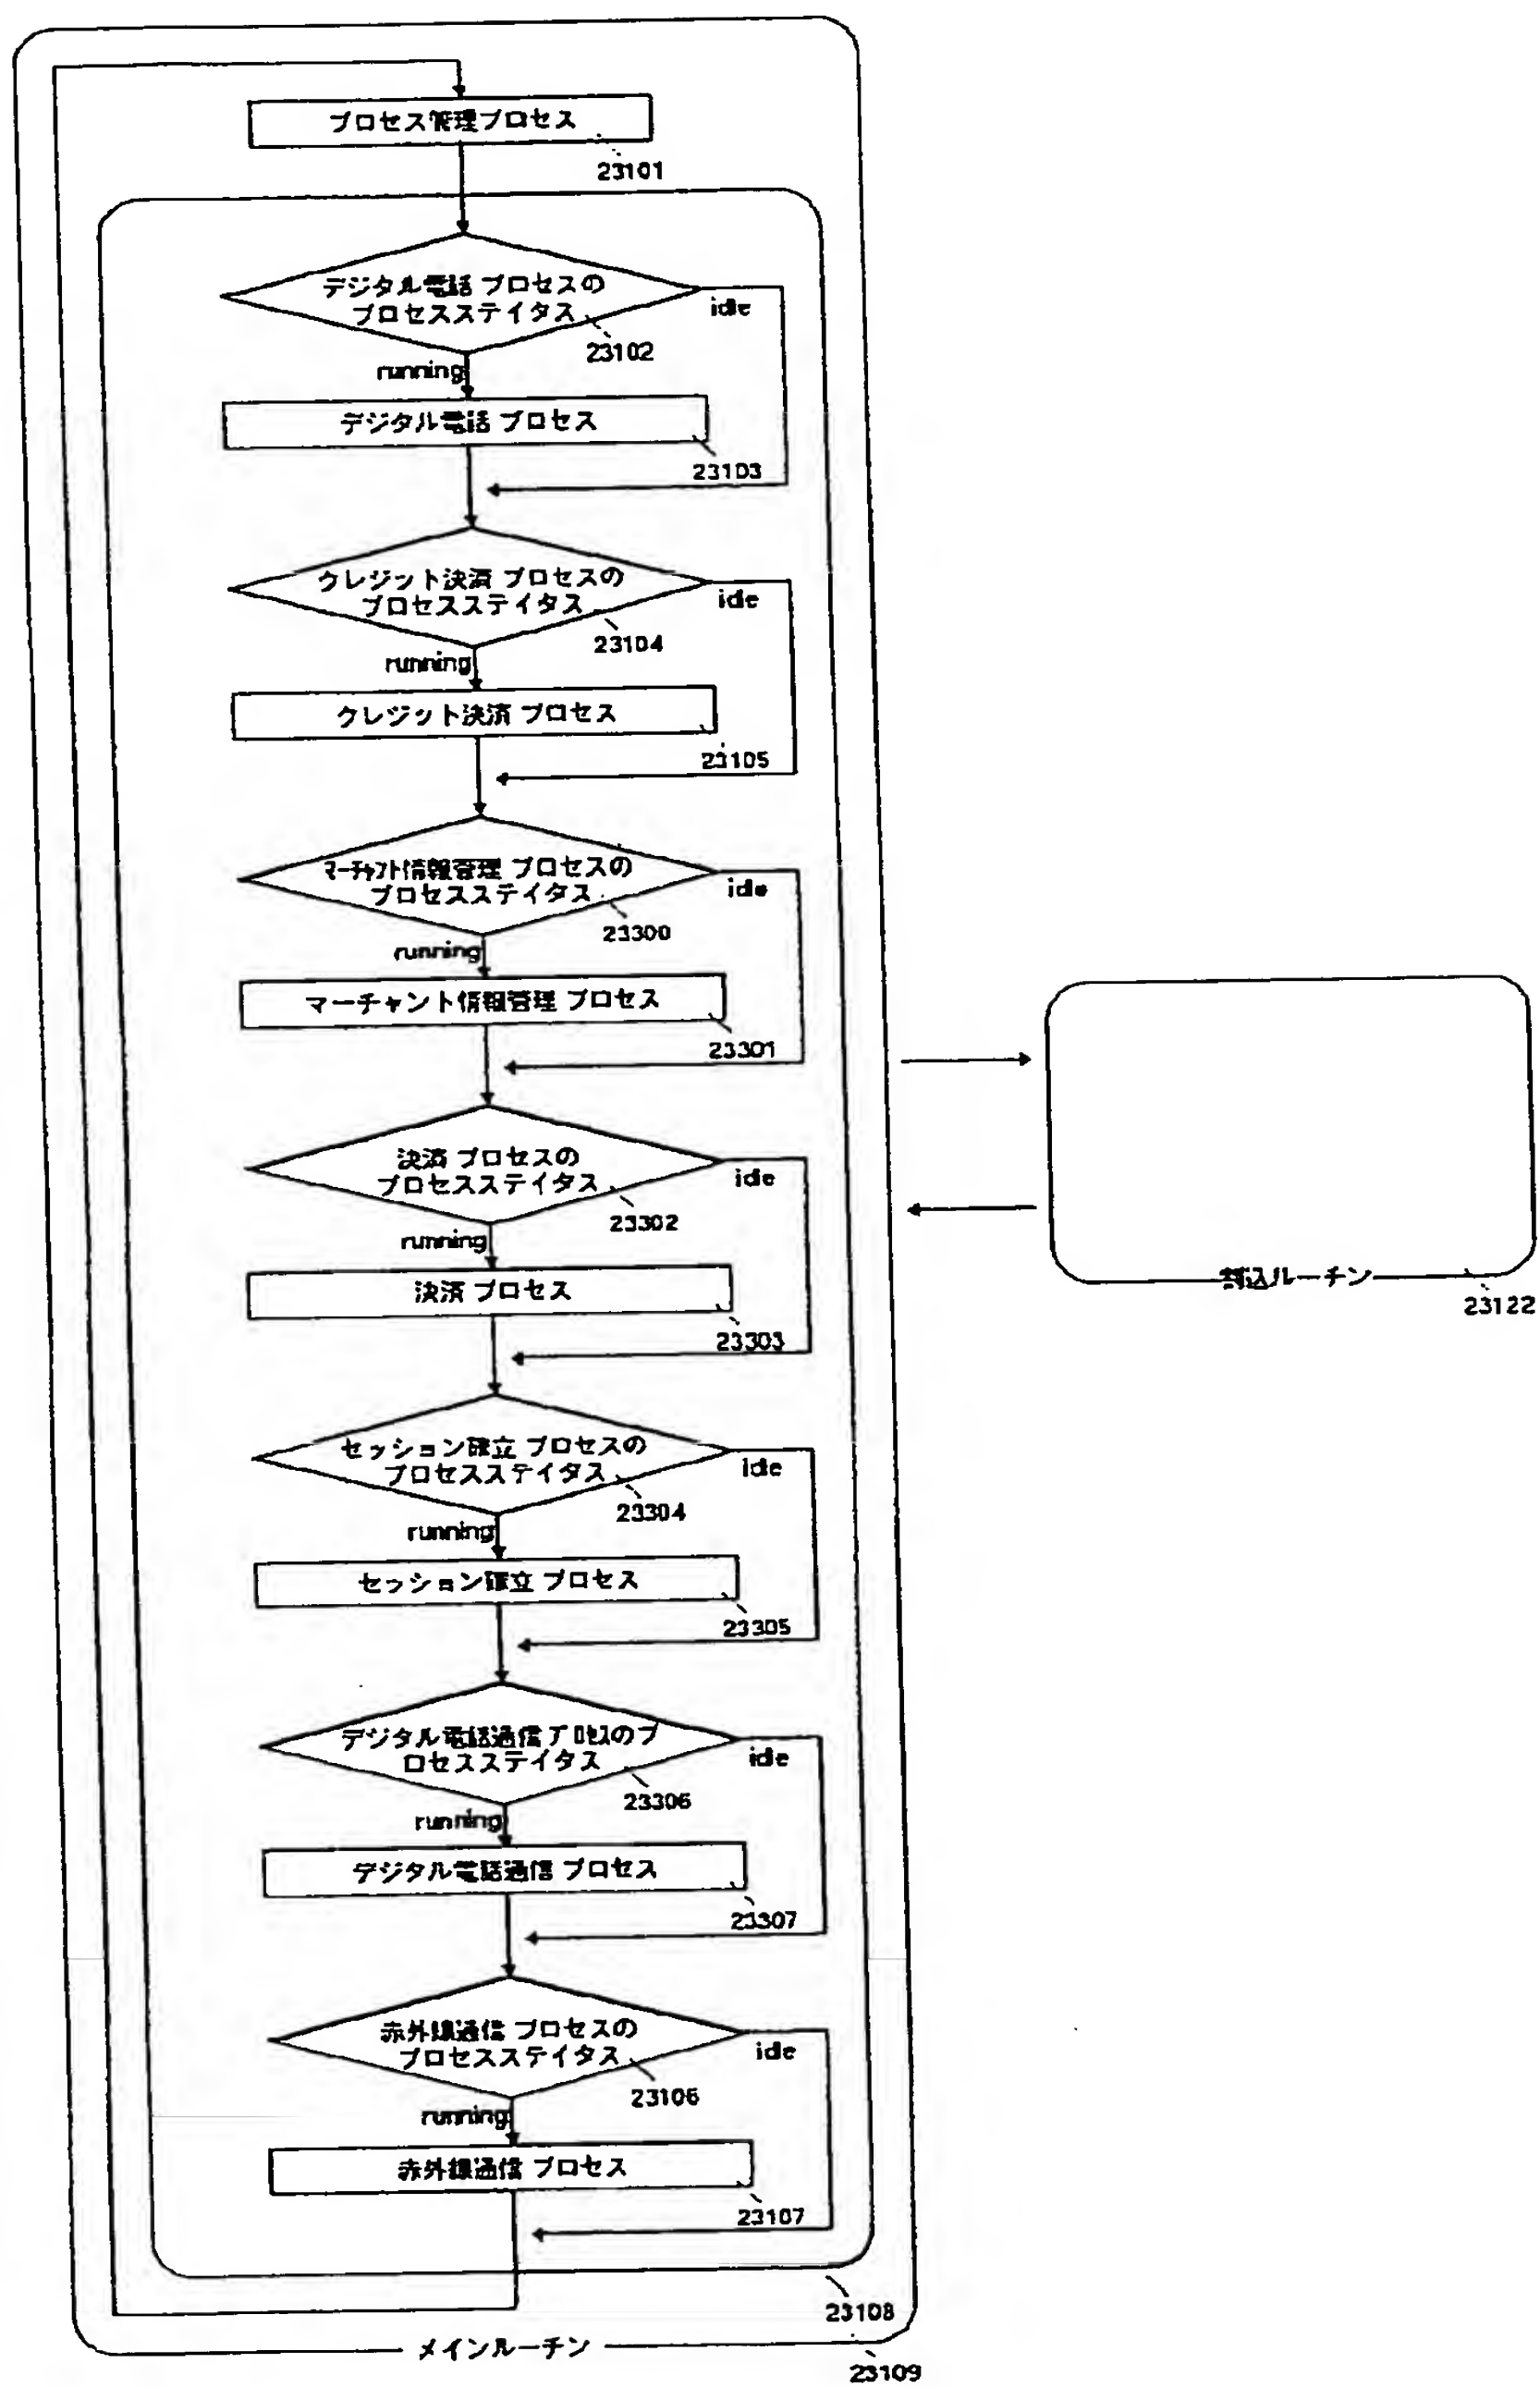 プロセス管理プロセス
23101
デジタル電話 プロセスの
プロセスステイタス
idle
23102
running
デジタル電話 プロセス
23103
クレジット決済 プロセスの
プロセスステイタス
idle
23104
running
クレジット決済 プロセス
23105
マーチャント情報管理 プロセスの
プロセスステイタス
idle
23300
running
マーチャント情報管理 プロセス
23301
決済 プロセスの
プロセスステイタス
idle
23302
running
決済 プロセス
23303
割込ルーチン
23122
セッション確立 プロセスの
プロセスステイタス
idle
23304
running
セッション確立 プロセス
23305
デジタル電話通信 プロセスのプ
ロセスステイタス
idle
23306
running
デジタル電話通信 プロセス
23307
赤外線通信 プロセスの
プロセスステイタス
idle
23106
running
赤外線通信 プロセス
23107
23108
メインルーチン
23109